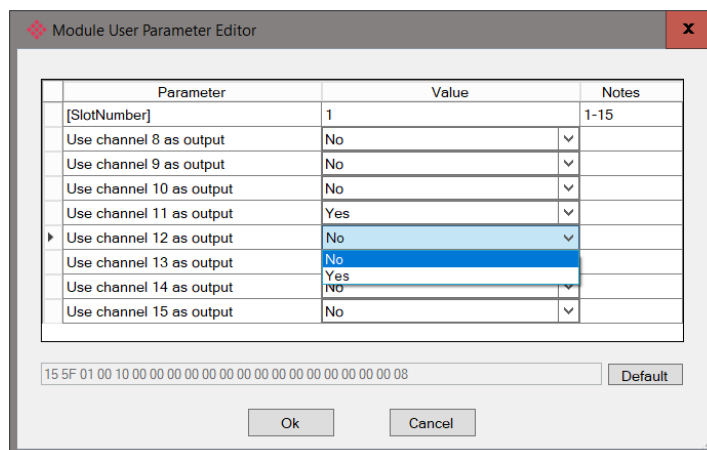 Module User Parameter Editor x
Parameter Value Notes
[SlotNumber] 1 1-15
Use channel 8 as output No
Use channel 9 as output No
Use channel 10 as output No
Use channel 11 as output Yes
Use channel 12 as output No
Use channel 13 as output No
Yes
Use channel 14 as output No
Use channel 15 as output No
15 5F 01 00 10 00 00 00 00 00 00 00 00 00 00 00 00 00 00 08 Default
Ok Cancel